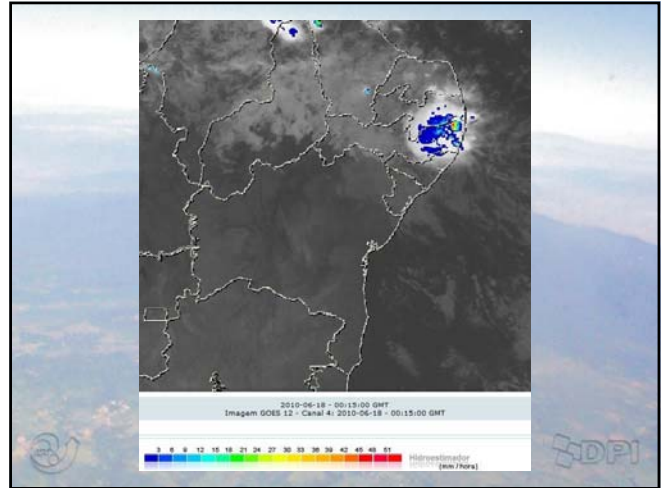 2010-06-18 - 00:15:00 GMT
Imagem GOES 12 - Canal 4: 2010-06-18 - 00:15:00 GMT
3 6 9 12 15 18 21 24 27 30 33 36 39 42 45 48 51
Hidroestimador
(mm/hora)
DPI